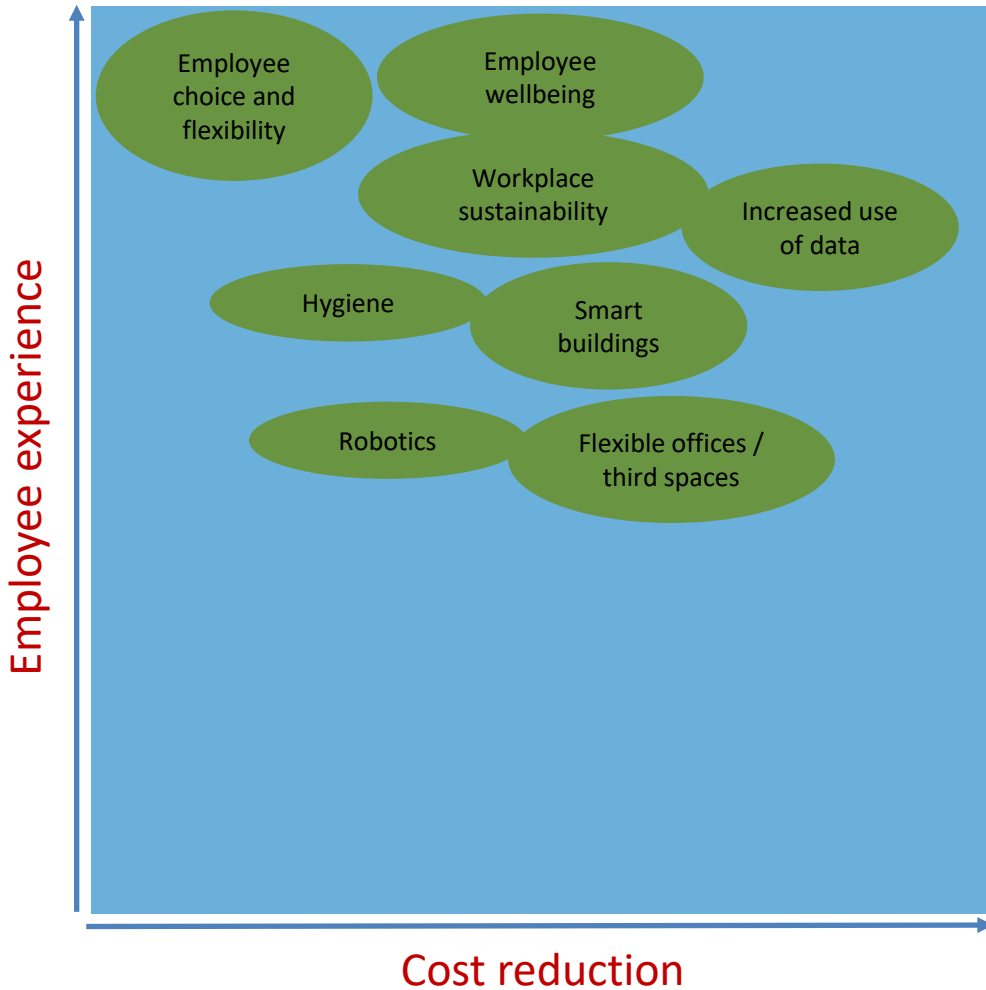 Employee
choice and
flexibility
Employee
wellbeing
Workplace
sustainability
Increased use
of data
Hygiene
Smart
buildings
Robotics
Flexible offices /
third spaces
Employee experience
Cost reduction